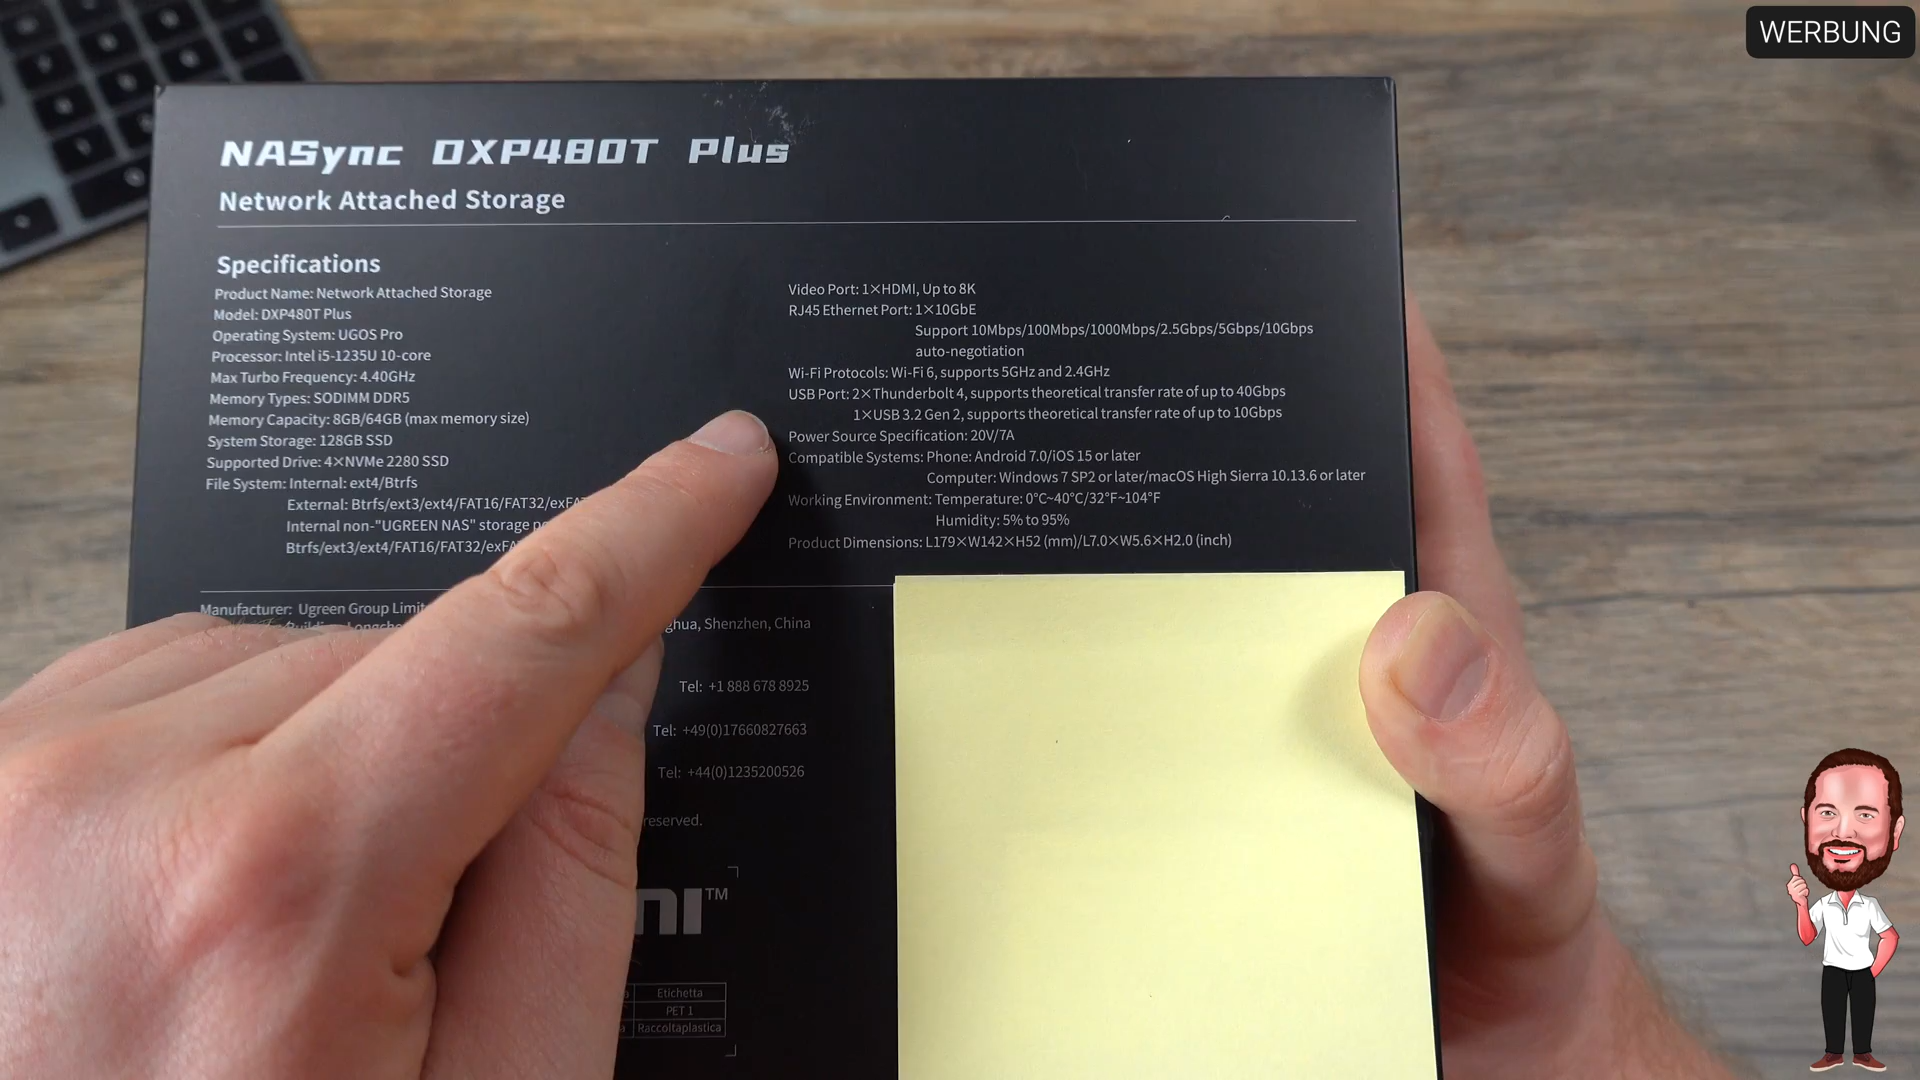 WERBUNG
NASync DXP480T Plus
Network Attached Storage
Specifications
Product Name: Network Attached Storage
Model: DXP480T Plus
Operating System: UGOS Pro
Processor: Intel i5-1235U 10-core
Max Turbo Frequency: 4.40GHz
Memory Types: SODIMM DDR5
Memory Capacity: 8GB/64GB (max memory size)
System Storage: 128GB SSD
Supported Drive: 4×NVMe 2280 SSD
File System: Internal: ext4/Btrfs
External: Btrfs/ext3/ext4/FAT16/FAT32/exFA
Internal non-"UGREEN NAS" storage
Btrfs/ext3/ext4/FAT16/FAT32/exFA
Video Port: 1×HDMI, Up to 8K
RJ45 Ethernet Port: 1×10GbE
Support 10Mbps/100Mbps/1000Mbps/2.5Gbps/5Gbps/10Gbps
auto-negotiation
Wi-Fi Protocols: Wi-Fi 6, supports 5GHz and 2.4GHz
USB Port: 2×Thunderbolt 4, supports theoretical transfer rate of up to 40Gbps
1×USB 3.2 Gen 2, supports theoretical transfer rate of up to 10Gbps
Power Source Specification: 20V/7A
Compatible Systems: Phone: Android 7.0/iOS 15 or later
Computer: Windows 7 SP2 or later/macOS High Sierra 10.13.6 or later
Working Environment: Temperature: 0°C~40°C/32°F~104°F
Humidity: 5% to 95%
Product Dimensions: L179×W142×H52 (mm)/L7.0×W5.6×H2.0 (inch)
Manufacturer: Ugreen Group Limit
ghua, Shenzhen, China
Tel: +1 888 678 8925
Tel: +49(0)17660827663
Tel: +44(0)1235200526
reserved.
MI™
Etichetta
PET 1
Raccoltaplastica